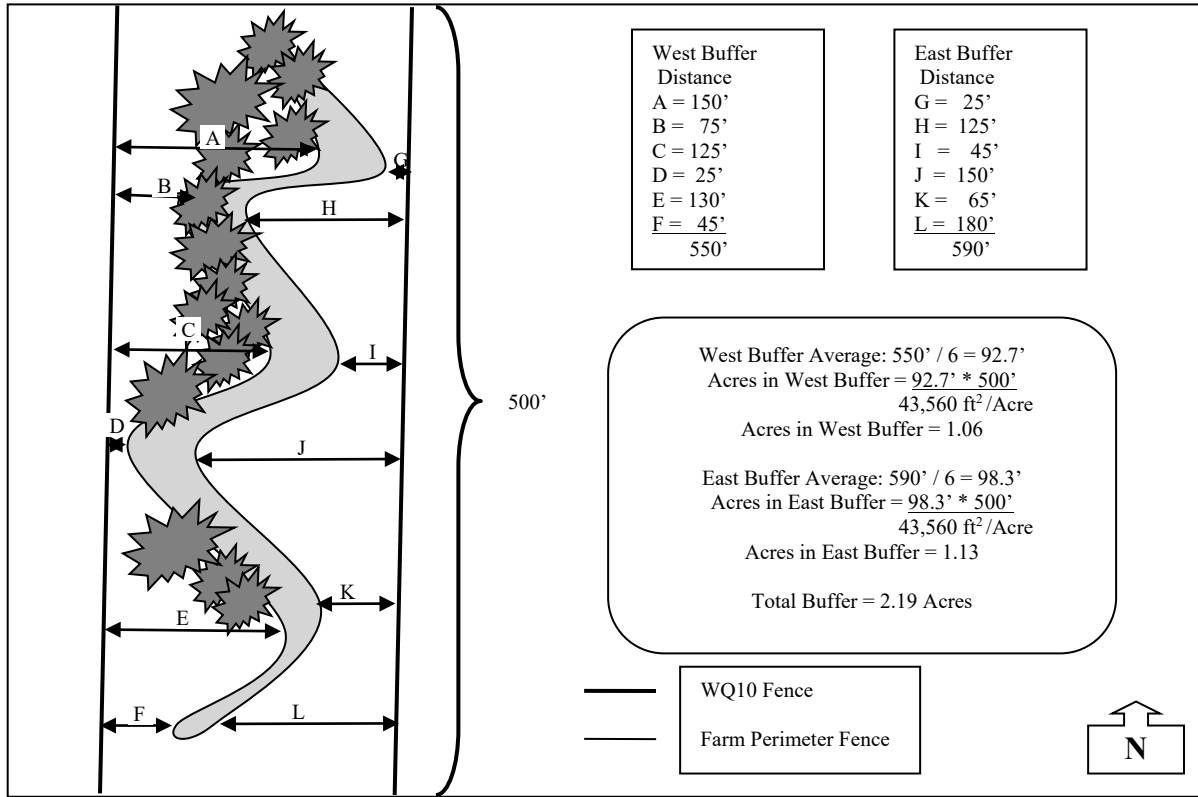 A
B
C
D
E
F
G
H
I
J
K
L
500’
West Buffer
Distance
A = 150’
B = 75’
C = 125’
D = 25’
E = 130’
F = 45’
550’
East Buffer
Distance
G = 25’
H = 125’
I = 45’
J = 150’
K = 65’
L = 180’
590’
West Buffer Average: 550’ / 6 = 92.7’
Acres in West Buffer = 92.7’ * 500’
43,560 ft²/Acre
Acres in West Buffer = 1.06
East Buffer Average: 590’ / 6 = 98.3’
Acres in East Buffer = 98.3’ * 500’
43,560 ft²/Acre
Acres in East Buffer = 1.13
Total Buffer = 2.19 Acres
WQ10 Fence
Farm Perimeter Fence
N